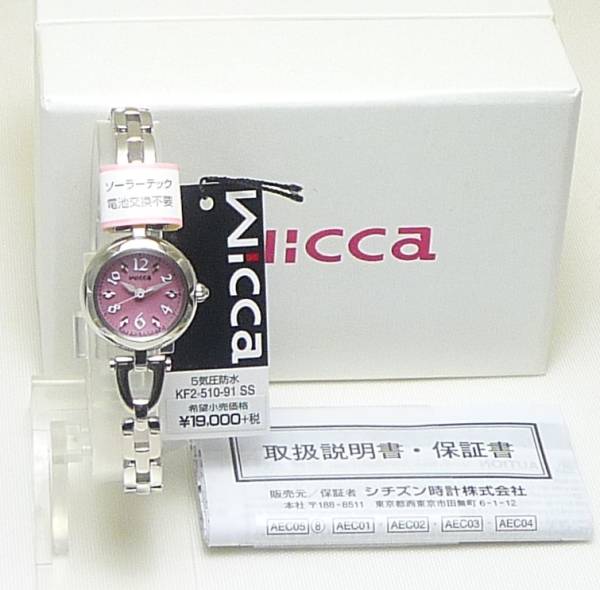 ソーラーテック
電池交換不要
12
wicca
6
wicca
5気圧防水
KF2-510-91 SS
希望小売価格
¥19,000+税
wicca
取扱説明書・保証書
販売元／保証者 シチズン時計株式会社
本社 〒188-8511 東京都西東京市田無町 6-1-12
AEC05 ⑧ AEC01 AEC02 ・AEC03 AEC04